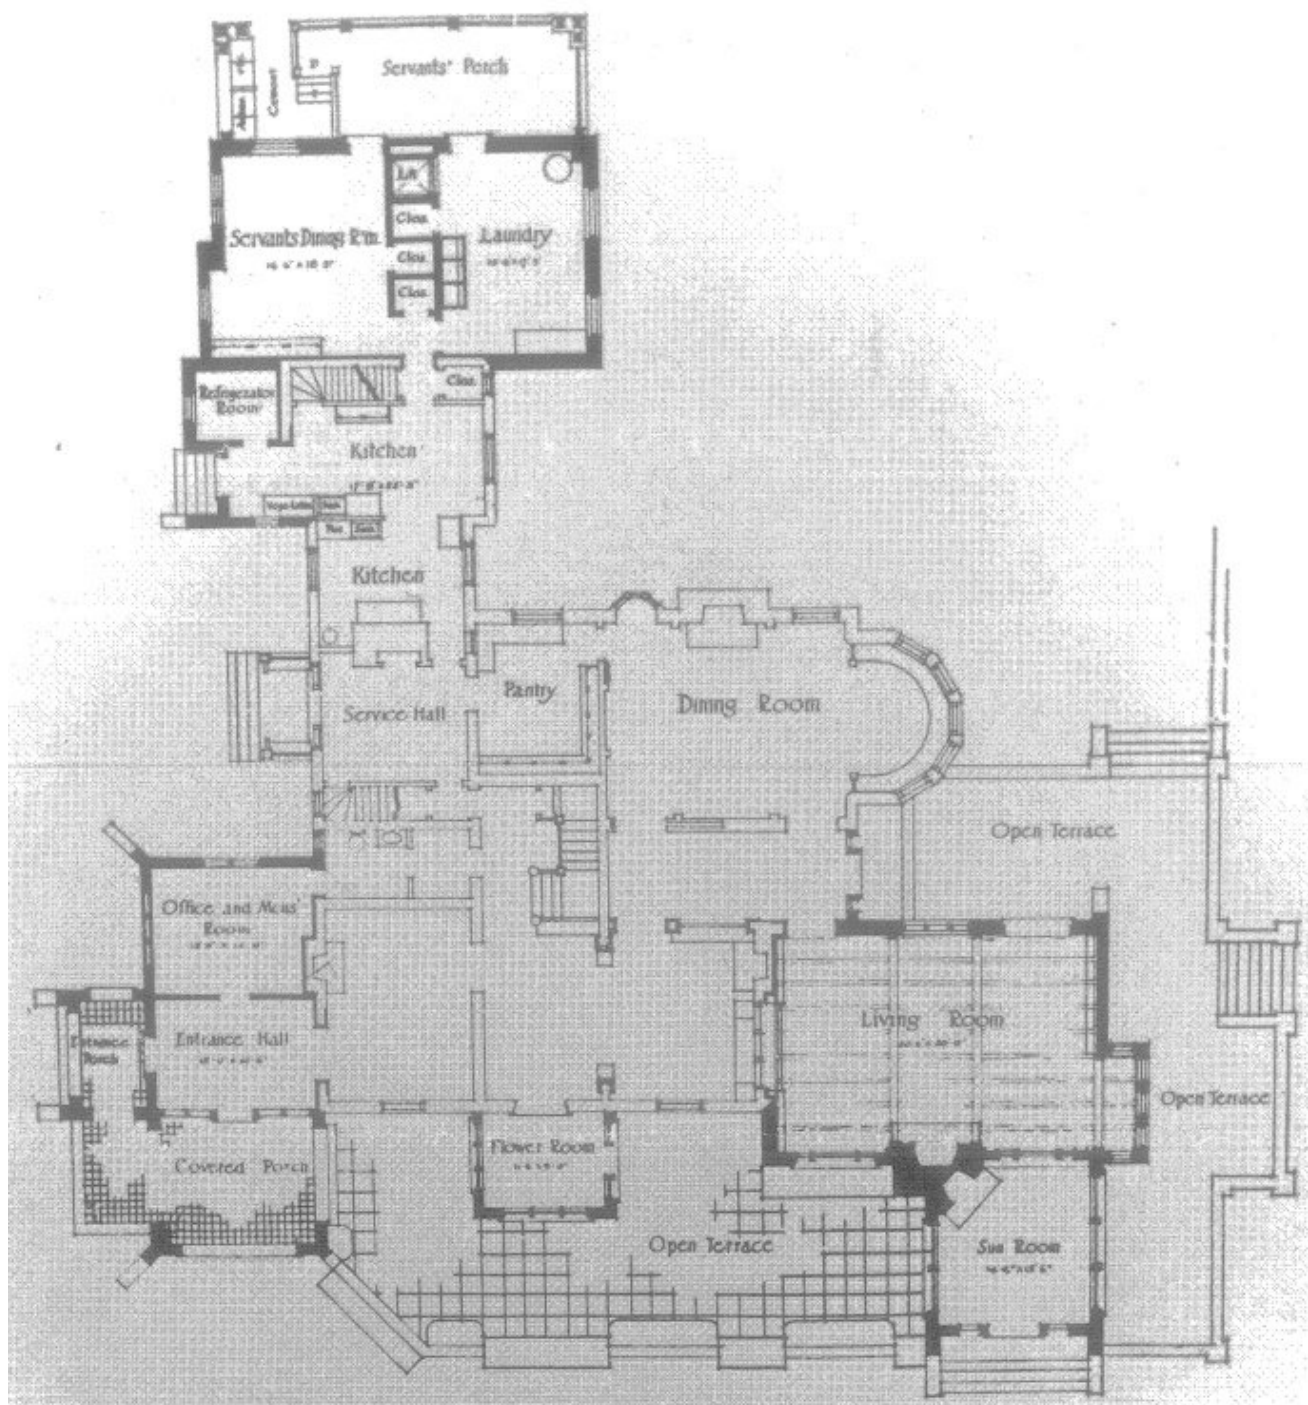 Servants' Porch
Court
Lift
Clos.
Servants Dining R'm.
Laundry
Clos.
Clos.
Clos.
Refrigerator
Room
Kitchen
Kitchen
Service Hall
Pantry
Dining Room
Open Terrace
Office and Mens'
Room
Entrance
Porch
Entrance Hall
Living Room
Open Terrace
Covered Porch
Flower Room
Open Terrace
Sun Room